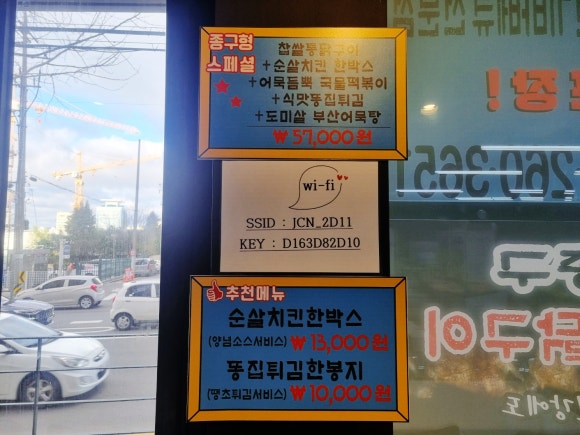 종구형
스페셜
찹쌀통닭구이
+순살치킨 한박스
+어묵듬뿍 국물떡볶이
+식맛똥집튀김
+도미살 부산어묵탕
₩57,000원
wi-fi
SSID : JCN_2D11
KEY : D163D82D10
추천메뉴
순살치킨한박스
(양념소스서비스) ₩13,000원
똥집튀김한봉지
(땡초튀김서비스) ₩10,000원